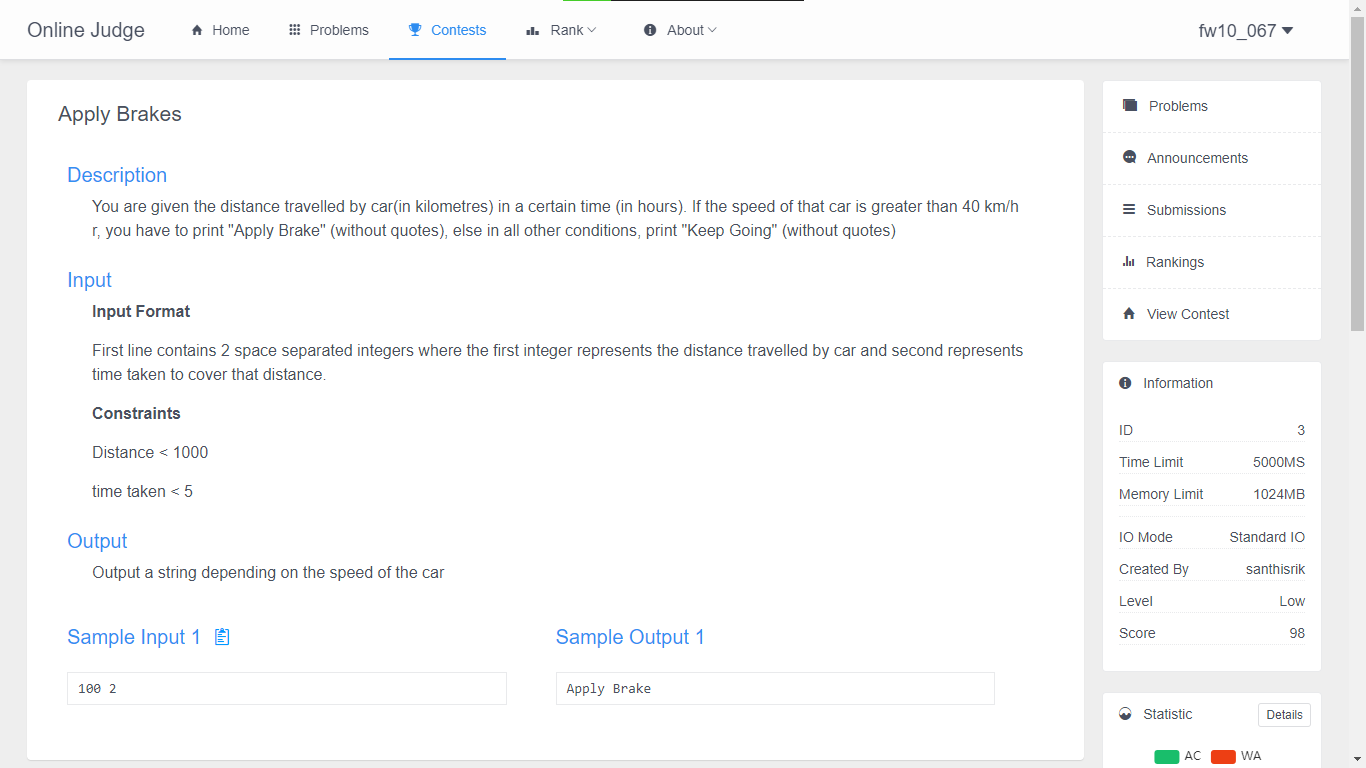 Online Judge
Home
Problems
Contests
Rank
About
fw10_067
Apply Brakes
Description
You are given the distance travelled by car(in kilometres) in a certain time (in hours). If the speed of that car is greater than 40 km/h
r, you have to print "Apply Brake" (without quotes), else in all other conditions, print "Keep Going" (without quotes)
Input
Input Format
First line contains 2 space separated integers where the first integer represents the distance travelled by car and second represents
time taken to cover that distance.
Constraints
Distance < 1000
time taken < 5
Output
Output a string depending on the speed of the car
Sample Input 1
100 2
Sample Output 1
Apply Brake
Problems
Announcements
Submissions
Rankings
View Contest
Information
ID 3
Time Limit 5000MS
Memory Limit 1024MB
IO Mode Standard IO
Created By santhisrik
Level Low
Score 98
Statistic Details
AC WA